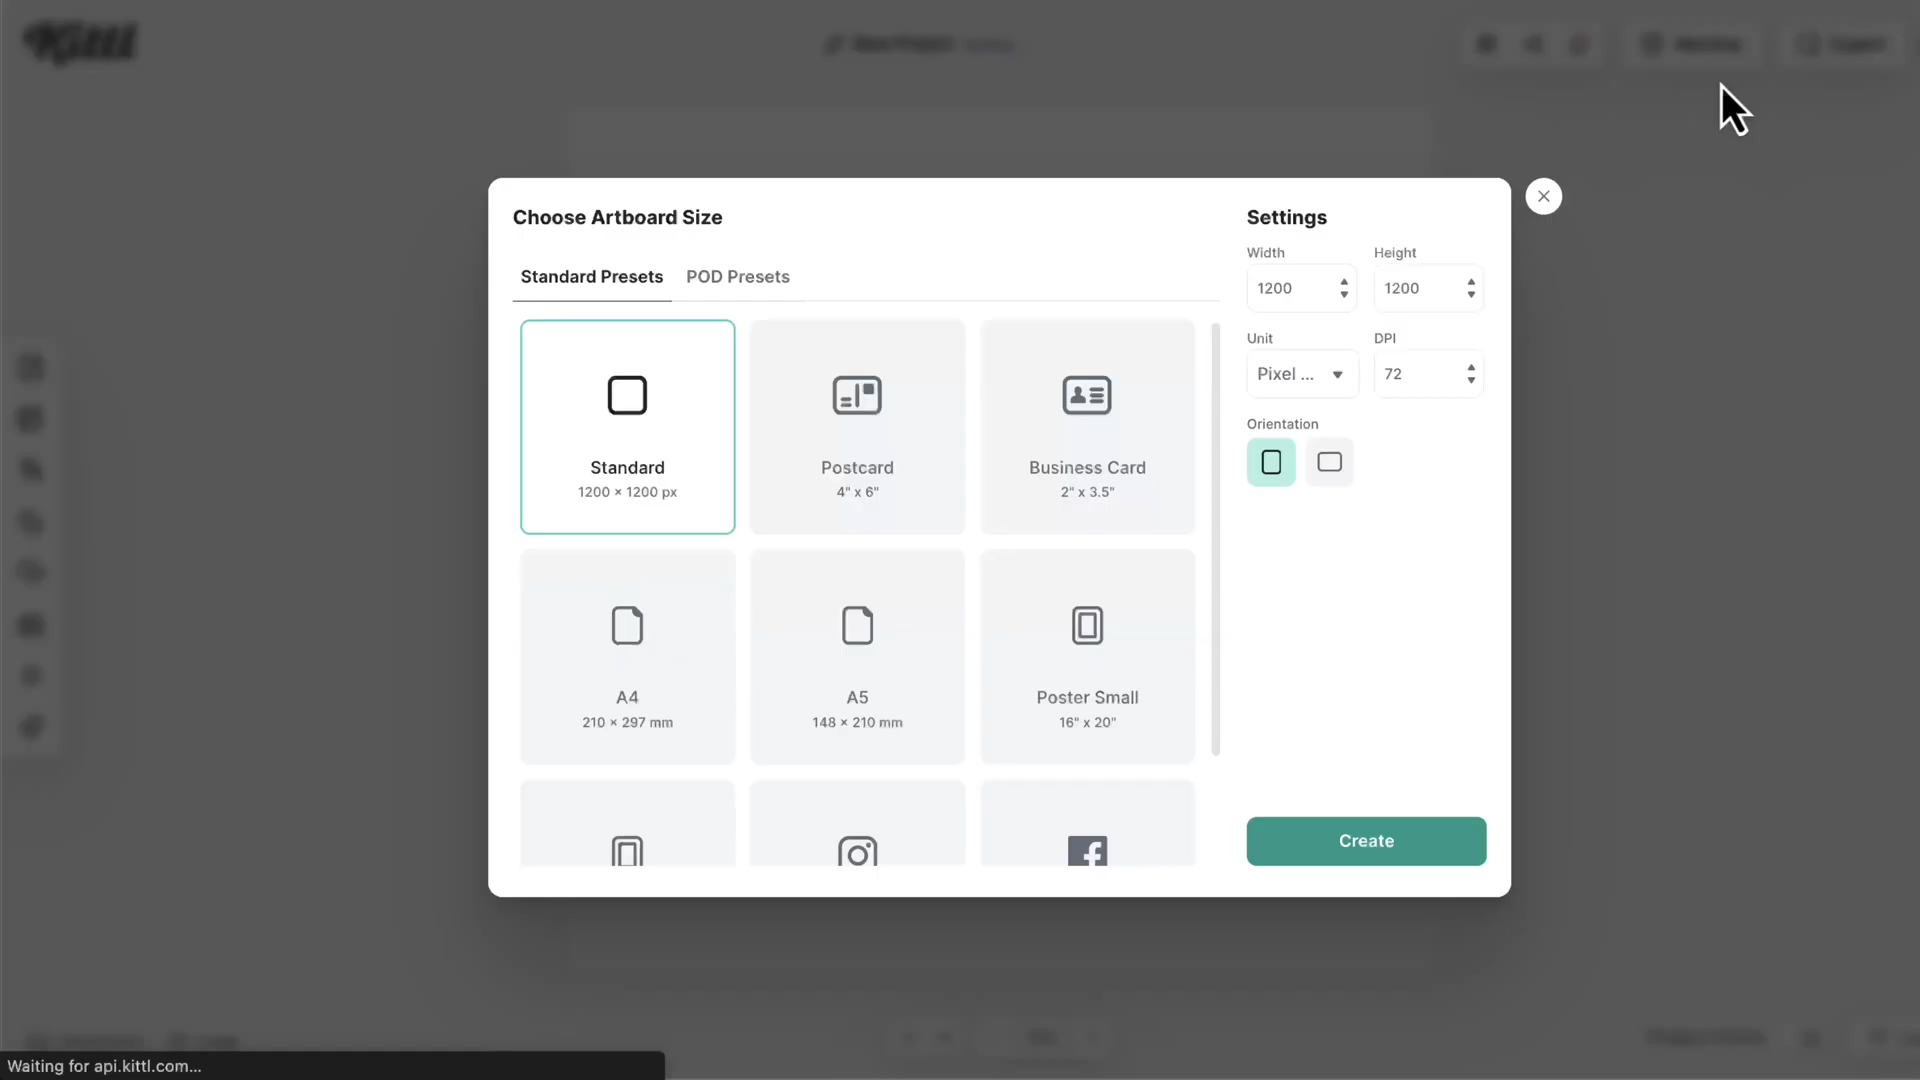 Kittl
Choose Artboard Size
Settings
Width
Height
Standard Presets
POD Presets
1200
1200
Unit
DPI
Pixel ...
72
Orientation
Standard
1200 × 1200 px
Postcard
4" x 6"
Business Card
2" x 3.5"
A4
210 × 297 mm
A5
148 × 210 mm
Poster Small
16" x 20"
Create
Waiting for api.kittl.com...